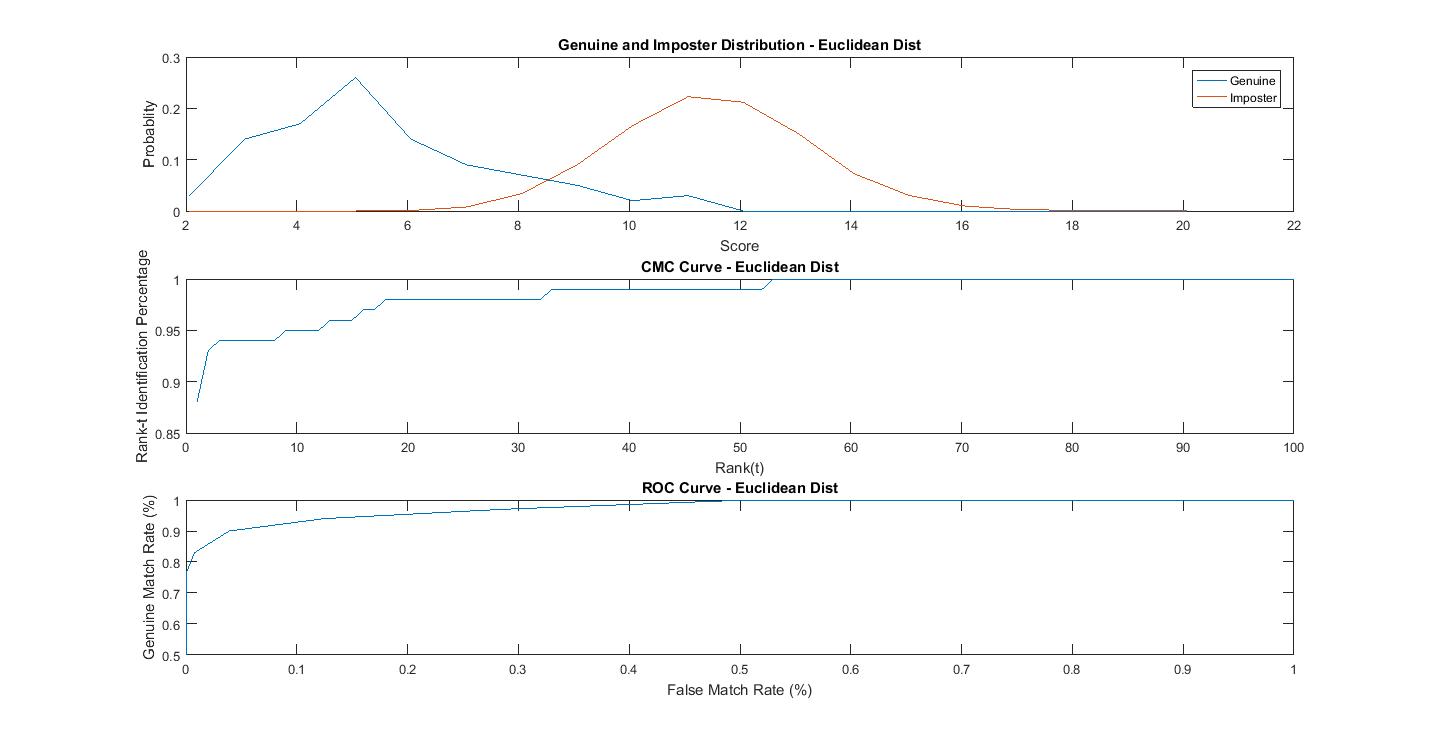 Genuine and Imposter Distribution - Euclidean Dist
0.3
0.2
0.1
0
Probablity
Genuine
Imposter
2 4 6 8 10 12 14 16 18 20 22
Score
CMC Curve - Euclidean Dist
1
0.95
0.9
0.85
Rank-t Identification Percentage
0 10 20 30 40 50 60 70 80 90 100
Rank(t)
ROC Curve - Euclidean Dist
1
0.9
0.8
0.7
0.6
0.5
Genuine Match Rate (%)
0 0.1 0.2 0.3 0.4 0.5 0.6 0.7 0.8 0.9 1
False Match Rate (%)